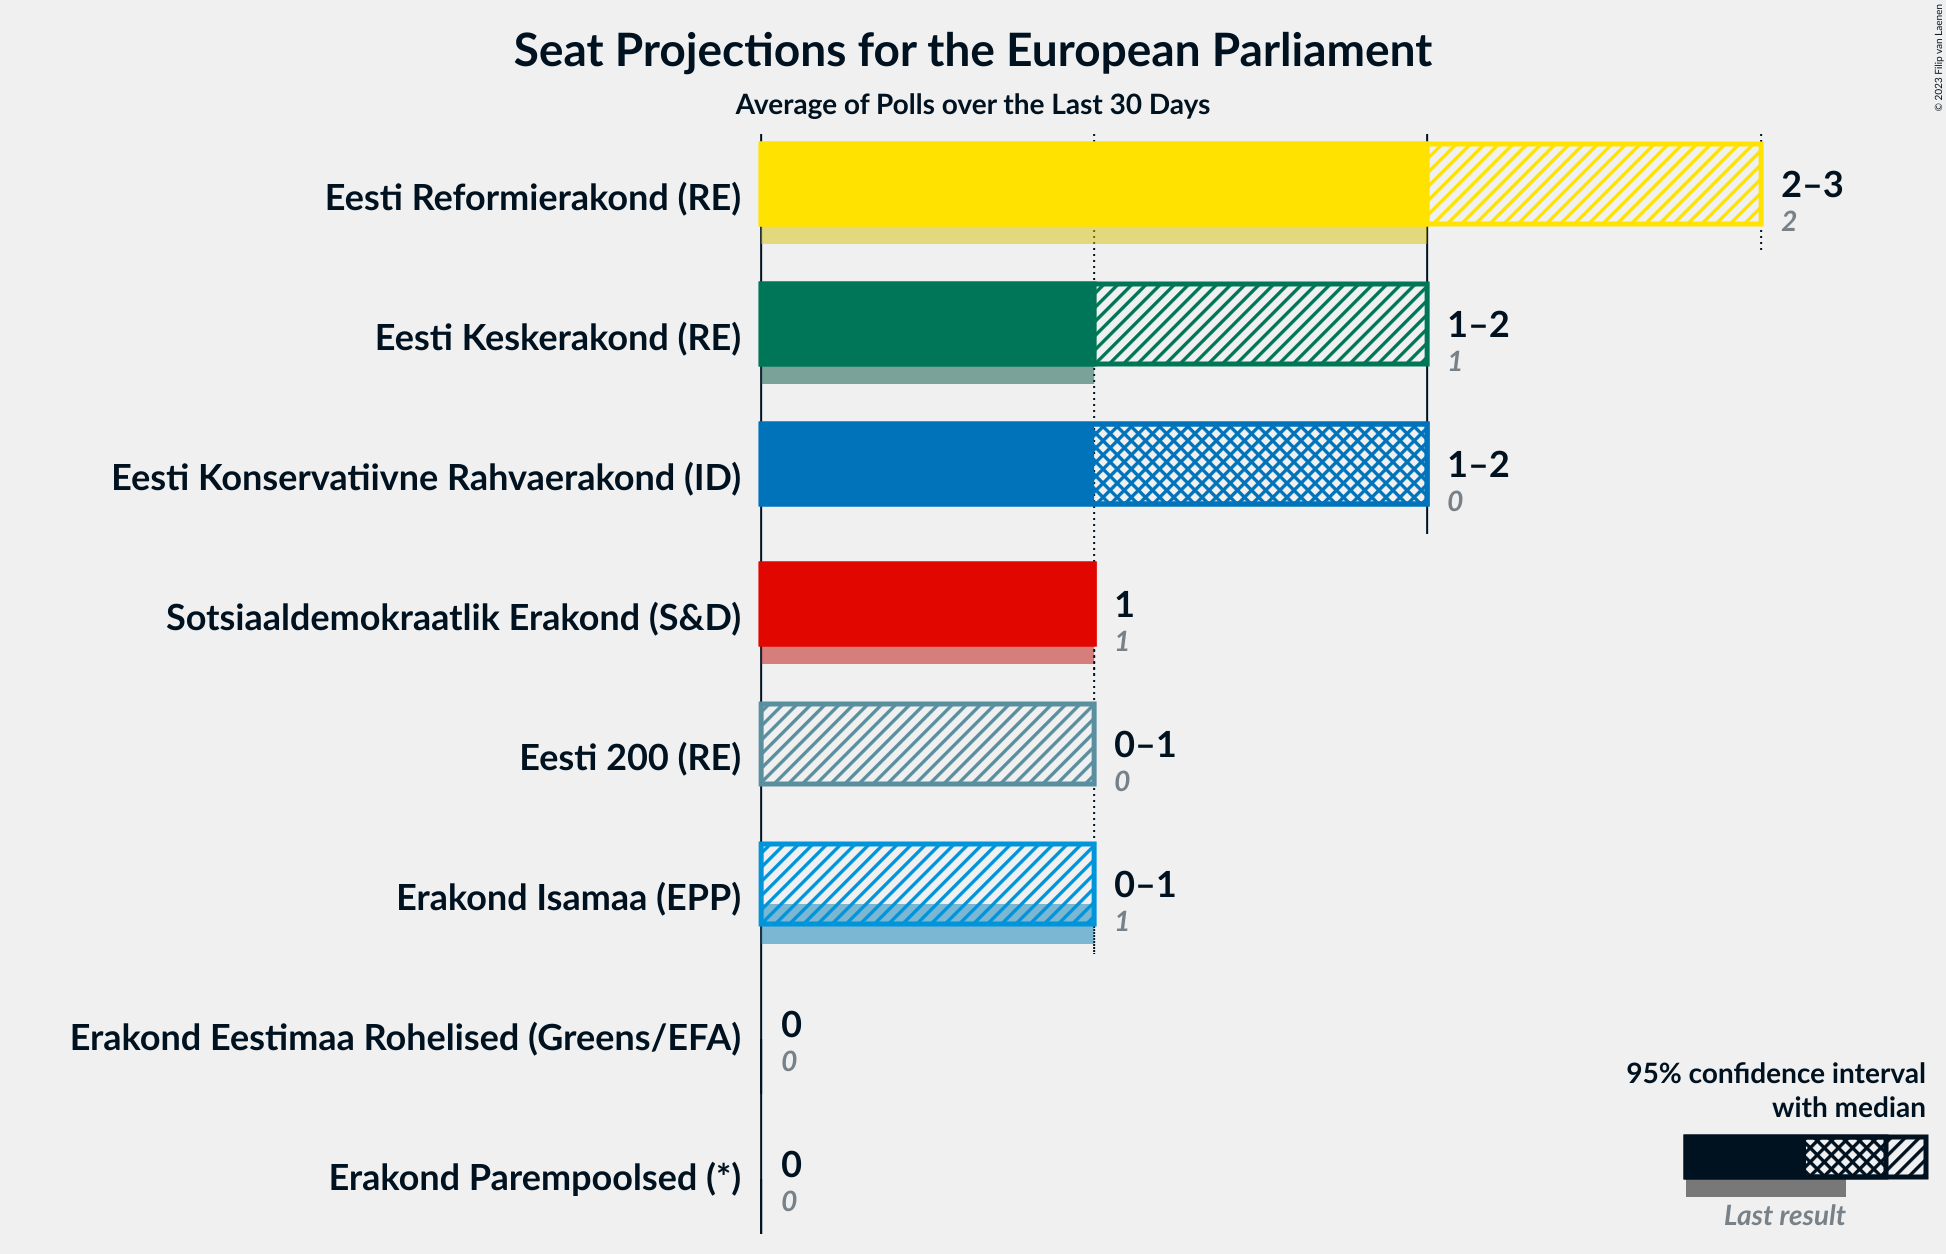 Seat Projections for the European Parliament
Average of Polls over the Last 30 Days
© 2023 Filip van Laenen
Eesti Reformierakond (RE)
2–3
2
Eesti Keskerakond (RE)
1–2
1
Eesti Konservatiivne Rahvaerakond (ID)
1–2
0
Sotsiaaldemokraatlik Erakond (S&D)
1
1
Eesti 200 (RE)
0–1
0
Erakond Isamaa (EPP)
0–1
1
Erakond Eestimaa Rohelised (Greens/EFA)
0
0
Erakond Parempoolsed (*)
0
0
95% confidence interval
with median
Last result